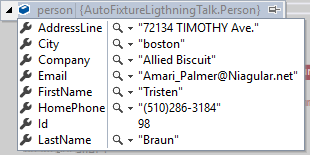 person {AutoFixtureLigthningTalk.Person}
AddressLine "72134 TIMOTHY Ave."
City "boston"
Company "Allied Biscuit"
Email "Amari_Palmer@Niagular.net"
FirstName "Tristen"
HomePhone "(510)286-3184"
Id 98
LastName "Braun"